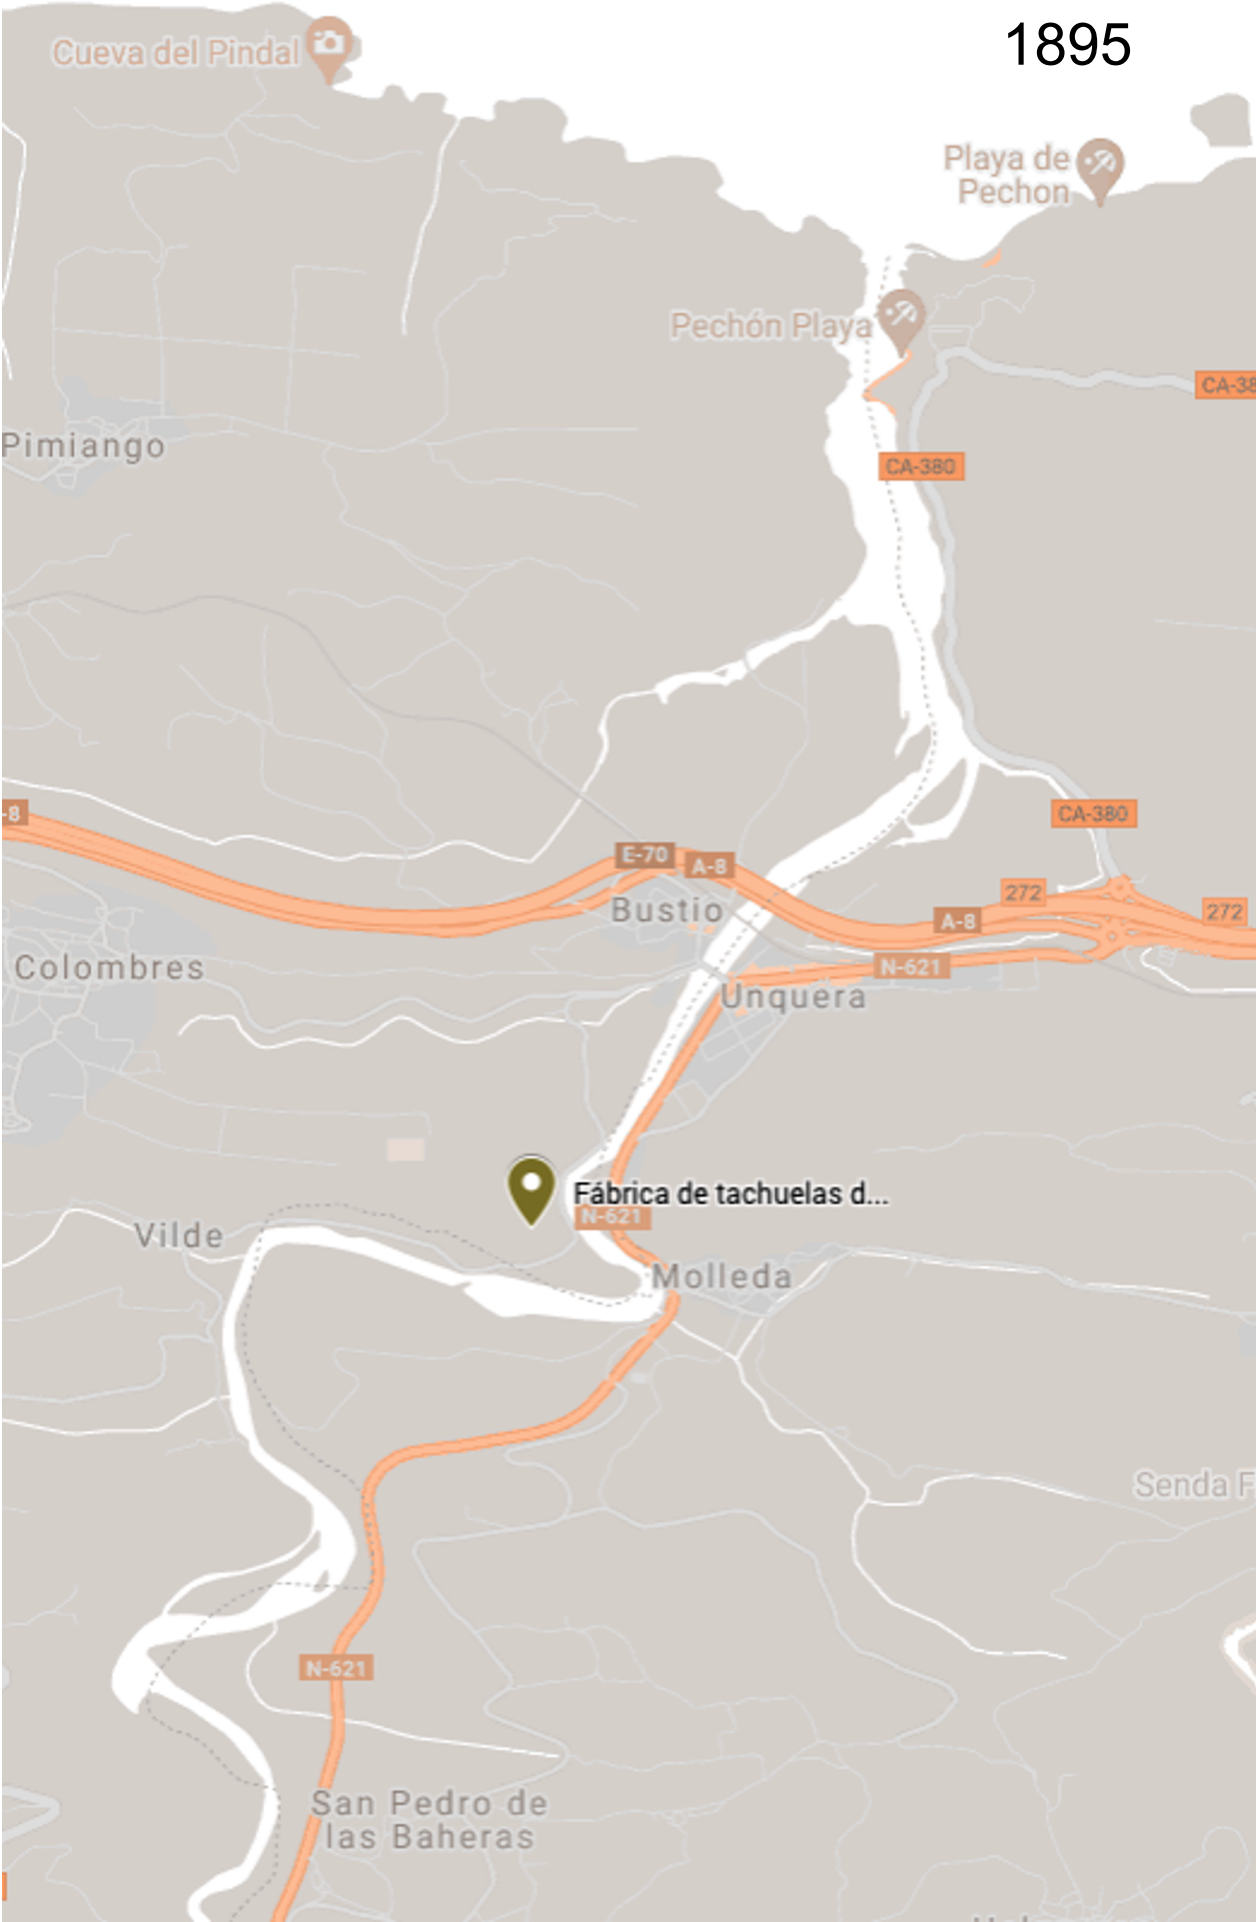 1895
Cueva del Pindal
Playa de
Pechon
Pechón Playa
CA-38
Pimiango
CA-380
-8
CA-380
E-70
A-8
272
272
Bustio
A-8
Colombres
N-621
Unquera
Fábrica de tachuelas d...
N-621
Vilde
Molleda
Senda F
N-621
San Pedro de
las Baheras